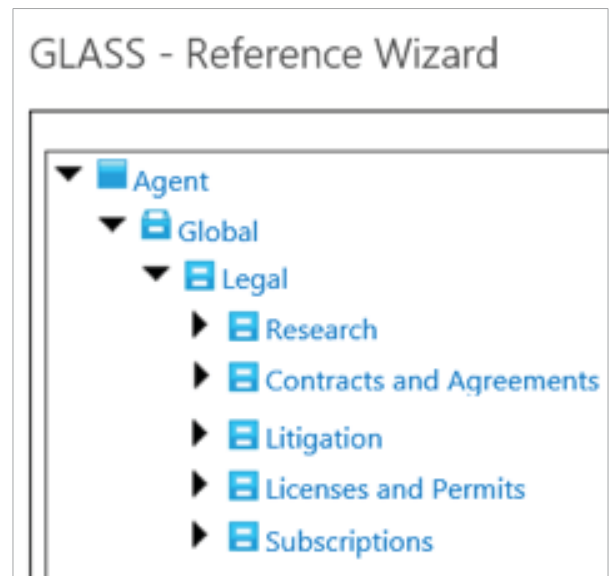 GLASS - Reference Wizard
Agent
Global
Legal
Research
Contracts and Agreements
Litigation
Licenses and Permits
Subscriptions